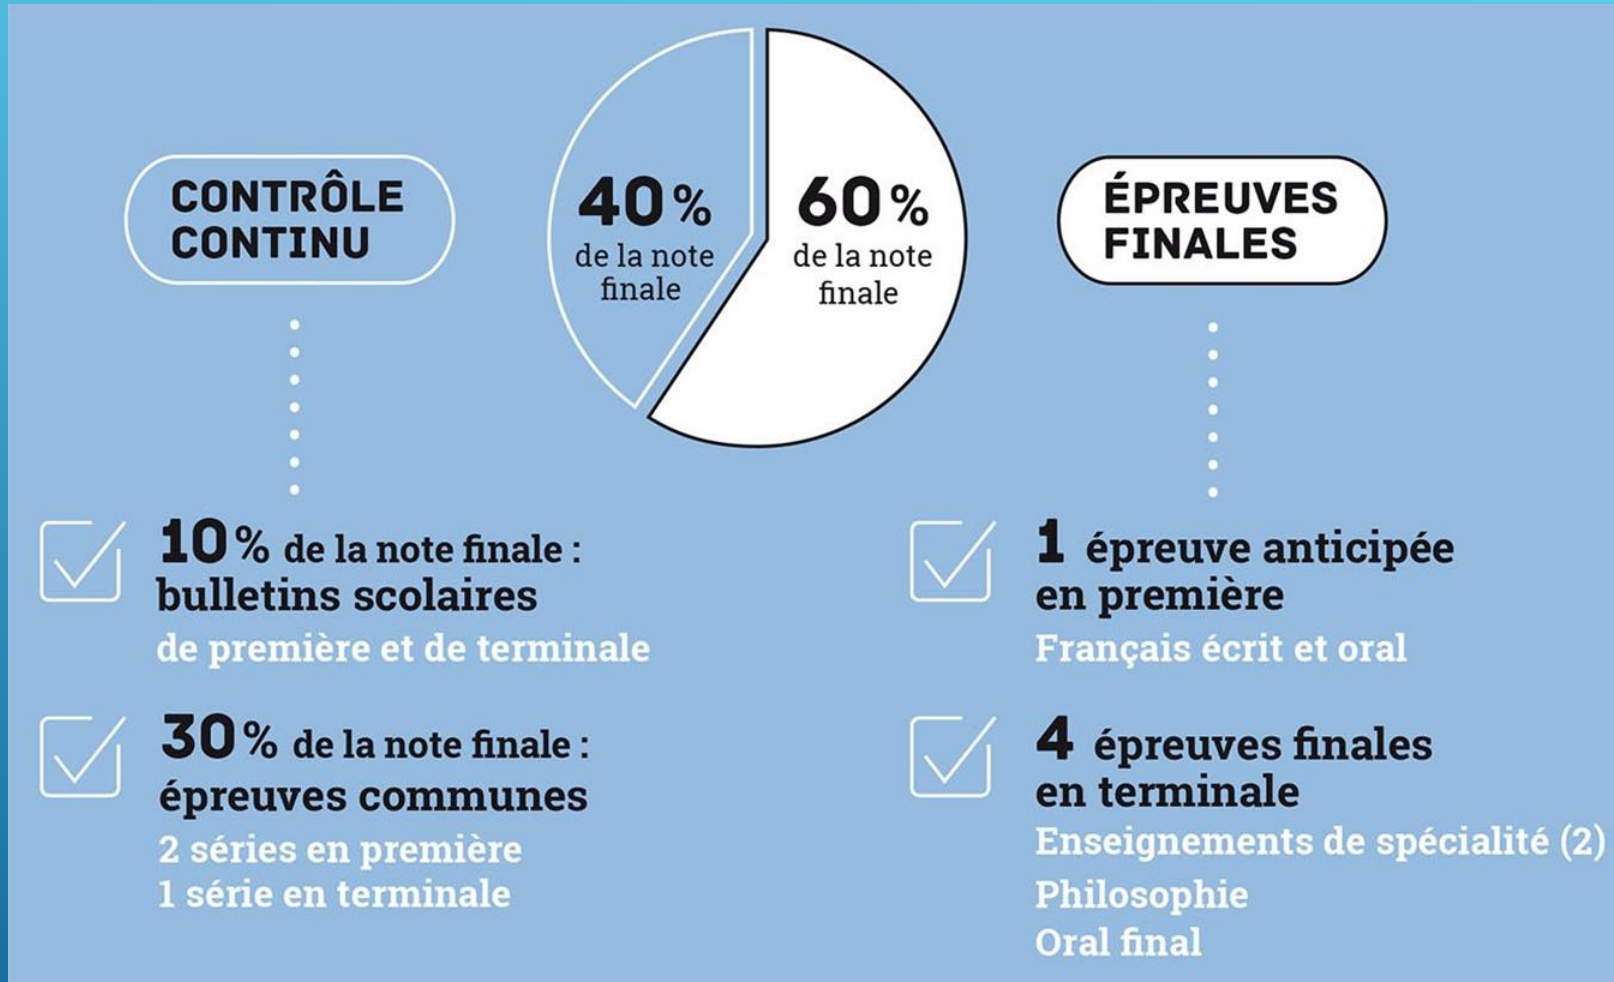 CONTRÔLE
CONTINU
40%
de la note
finale
60%
de la note
finale
ÉPREUVES
FINALES
10% de la note finale :
bulletins scolaires
de première et de terminale
30% de la note finale :
épreuves communes
2 séries en première
1 série en terminale
1 épreuve anticipée
en première
Français écrit et oral
4 épreuves finales
en terminale
Enseignements de spécialité (2)
Philosophie
Oral final